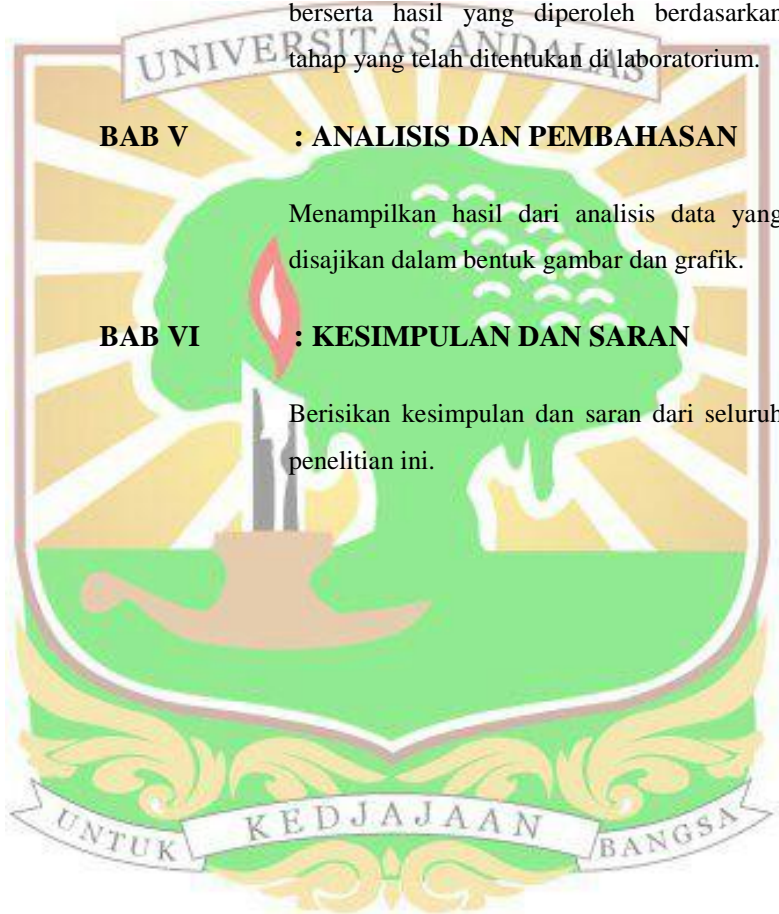 berserta hasil yang diperoleh berdasarkan
UNIVERSITAS ANDALAS
tahap yang telah ditentukan di laboratorium.
BAB V : ANALISIS DAN PEMBAHASAN
Menampilkan hasil dari analisis data yang
disajikan dalam bentuk gambar dan grafik.
BAB VI : KESIMPULAN DAN SARAN
Berisikan kesimpulan dan saran dari seluruh
penelitian ini.
UNTUK KEDJAJAAN BANGSA